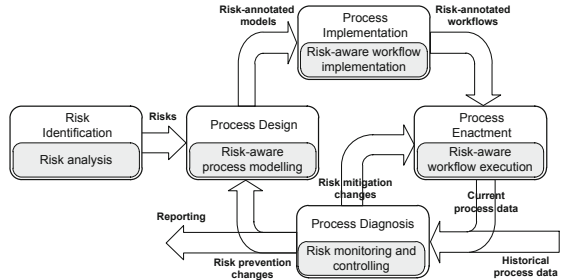 Risk-annotated
models
Process
Implementation
Risk-aware workflow
implementation
Risk-annotated
workflows
Risk
Identification
Risk analysis
Risks
Process Design
Risk-aware
process modelling
Process
Enactment
Risk-aware
workflow execution
Risk mitigation
changes
Current
process data
Process Diagnosis
Risk monitoring and
controlling
Reporting
Risk prevention
changes
Historical
process data